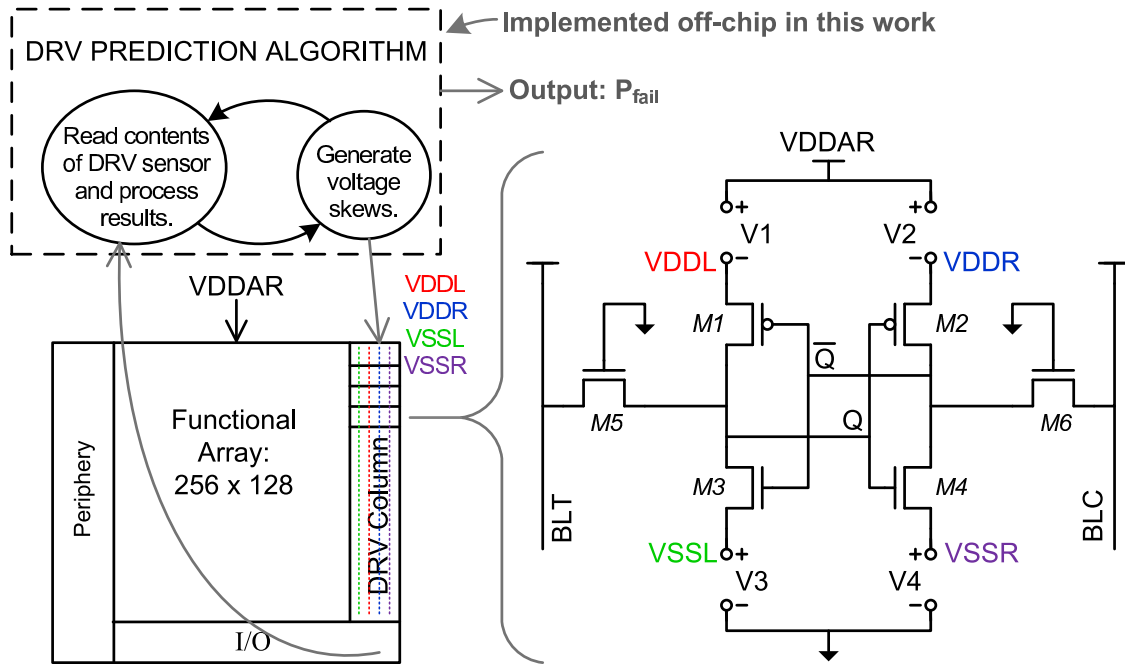 Implemented off-chip in this work
DRV PREDICTION ALGORITHM
Output: P_fail
Read contents
of DRV sensor
and process
results.
Generate
voltage
skews.
VDDAR
VDDL
VDDR
VSSL
VSSR
Periphery
Functional
Array:
256 x 128
DRV Column
I/O
VDDAR
+ +
V1 V2
- -
VDDL VDDR
M1 M2
Q̅
M5 Q M6
M3 M4
BLT BLC
VSSL VSSR
+ +
V3 V4
- -